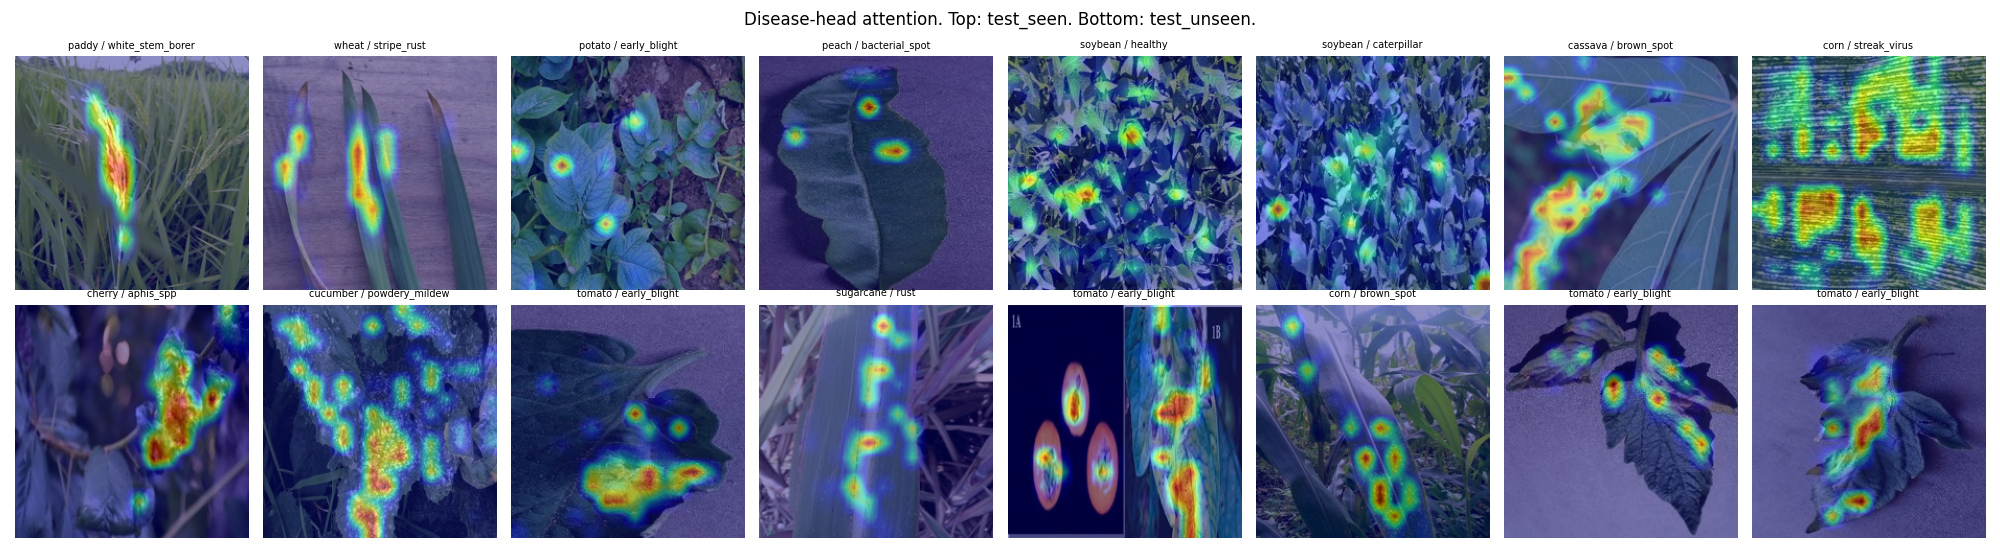 Disease-head attention. Top: test_seen. Bottom: test_unseen.
paddy / white_stem_borer
wheat / stripe_rust
potato / early_blight
peach / bacterial_spot
soybean / healthy
soybean / caterpillar
cassava / brown_spot
corn / streak_virus
cherry / aphis_spp
cucumber / powdery_mildew
tomato / early_blight
sugarcane / rust
tomato / early_blight
corn / brown_spot
tomato / early_blight
tomato / early_blight
1A
1B